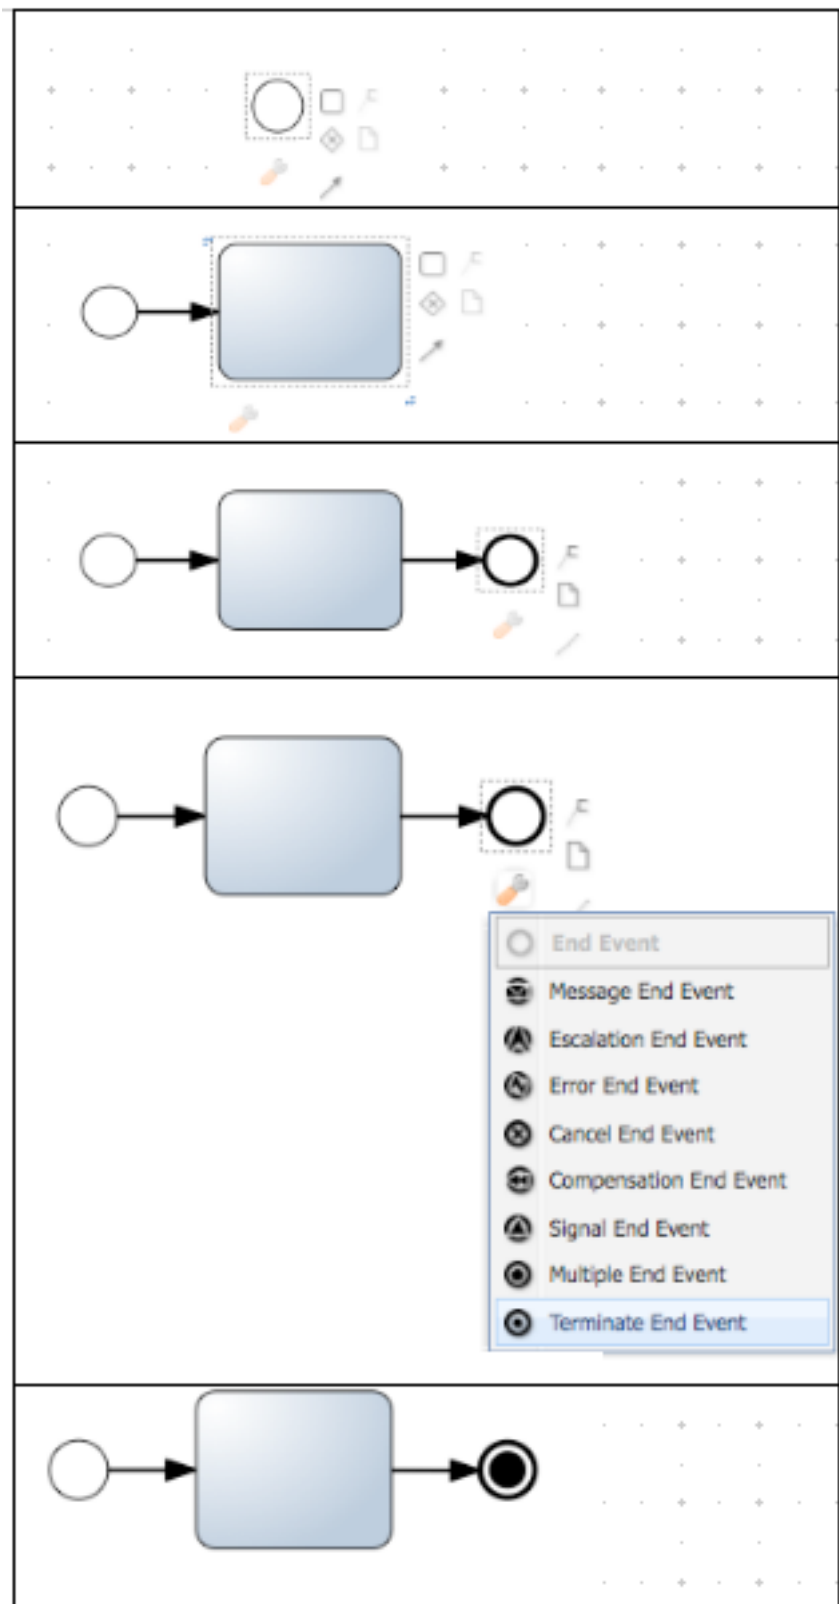 End Event
Message End Event
Escalation End Event
Error End Event
Cancel End Event
Compensation End Event
Signal End Event
Multiple End Event
Terminate End Event